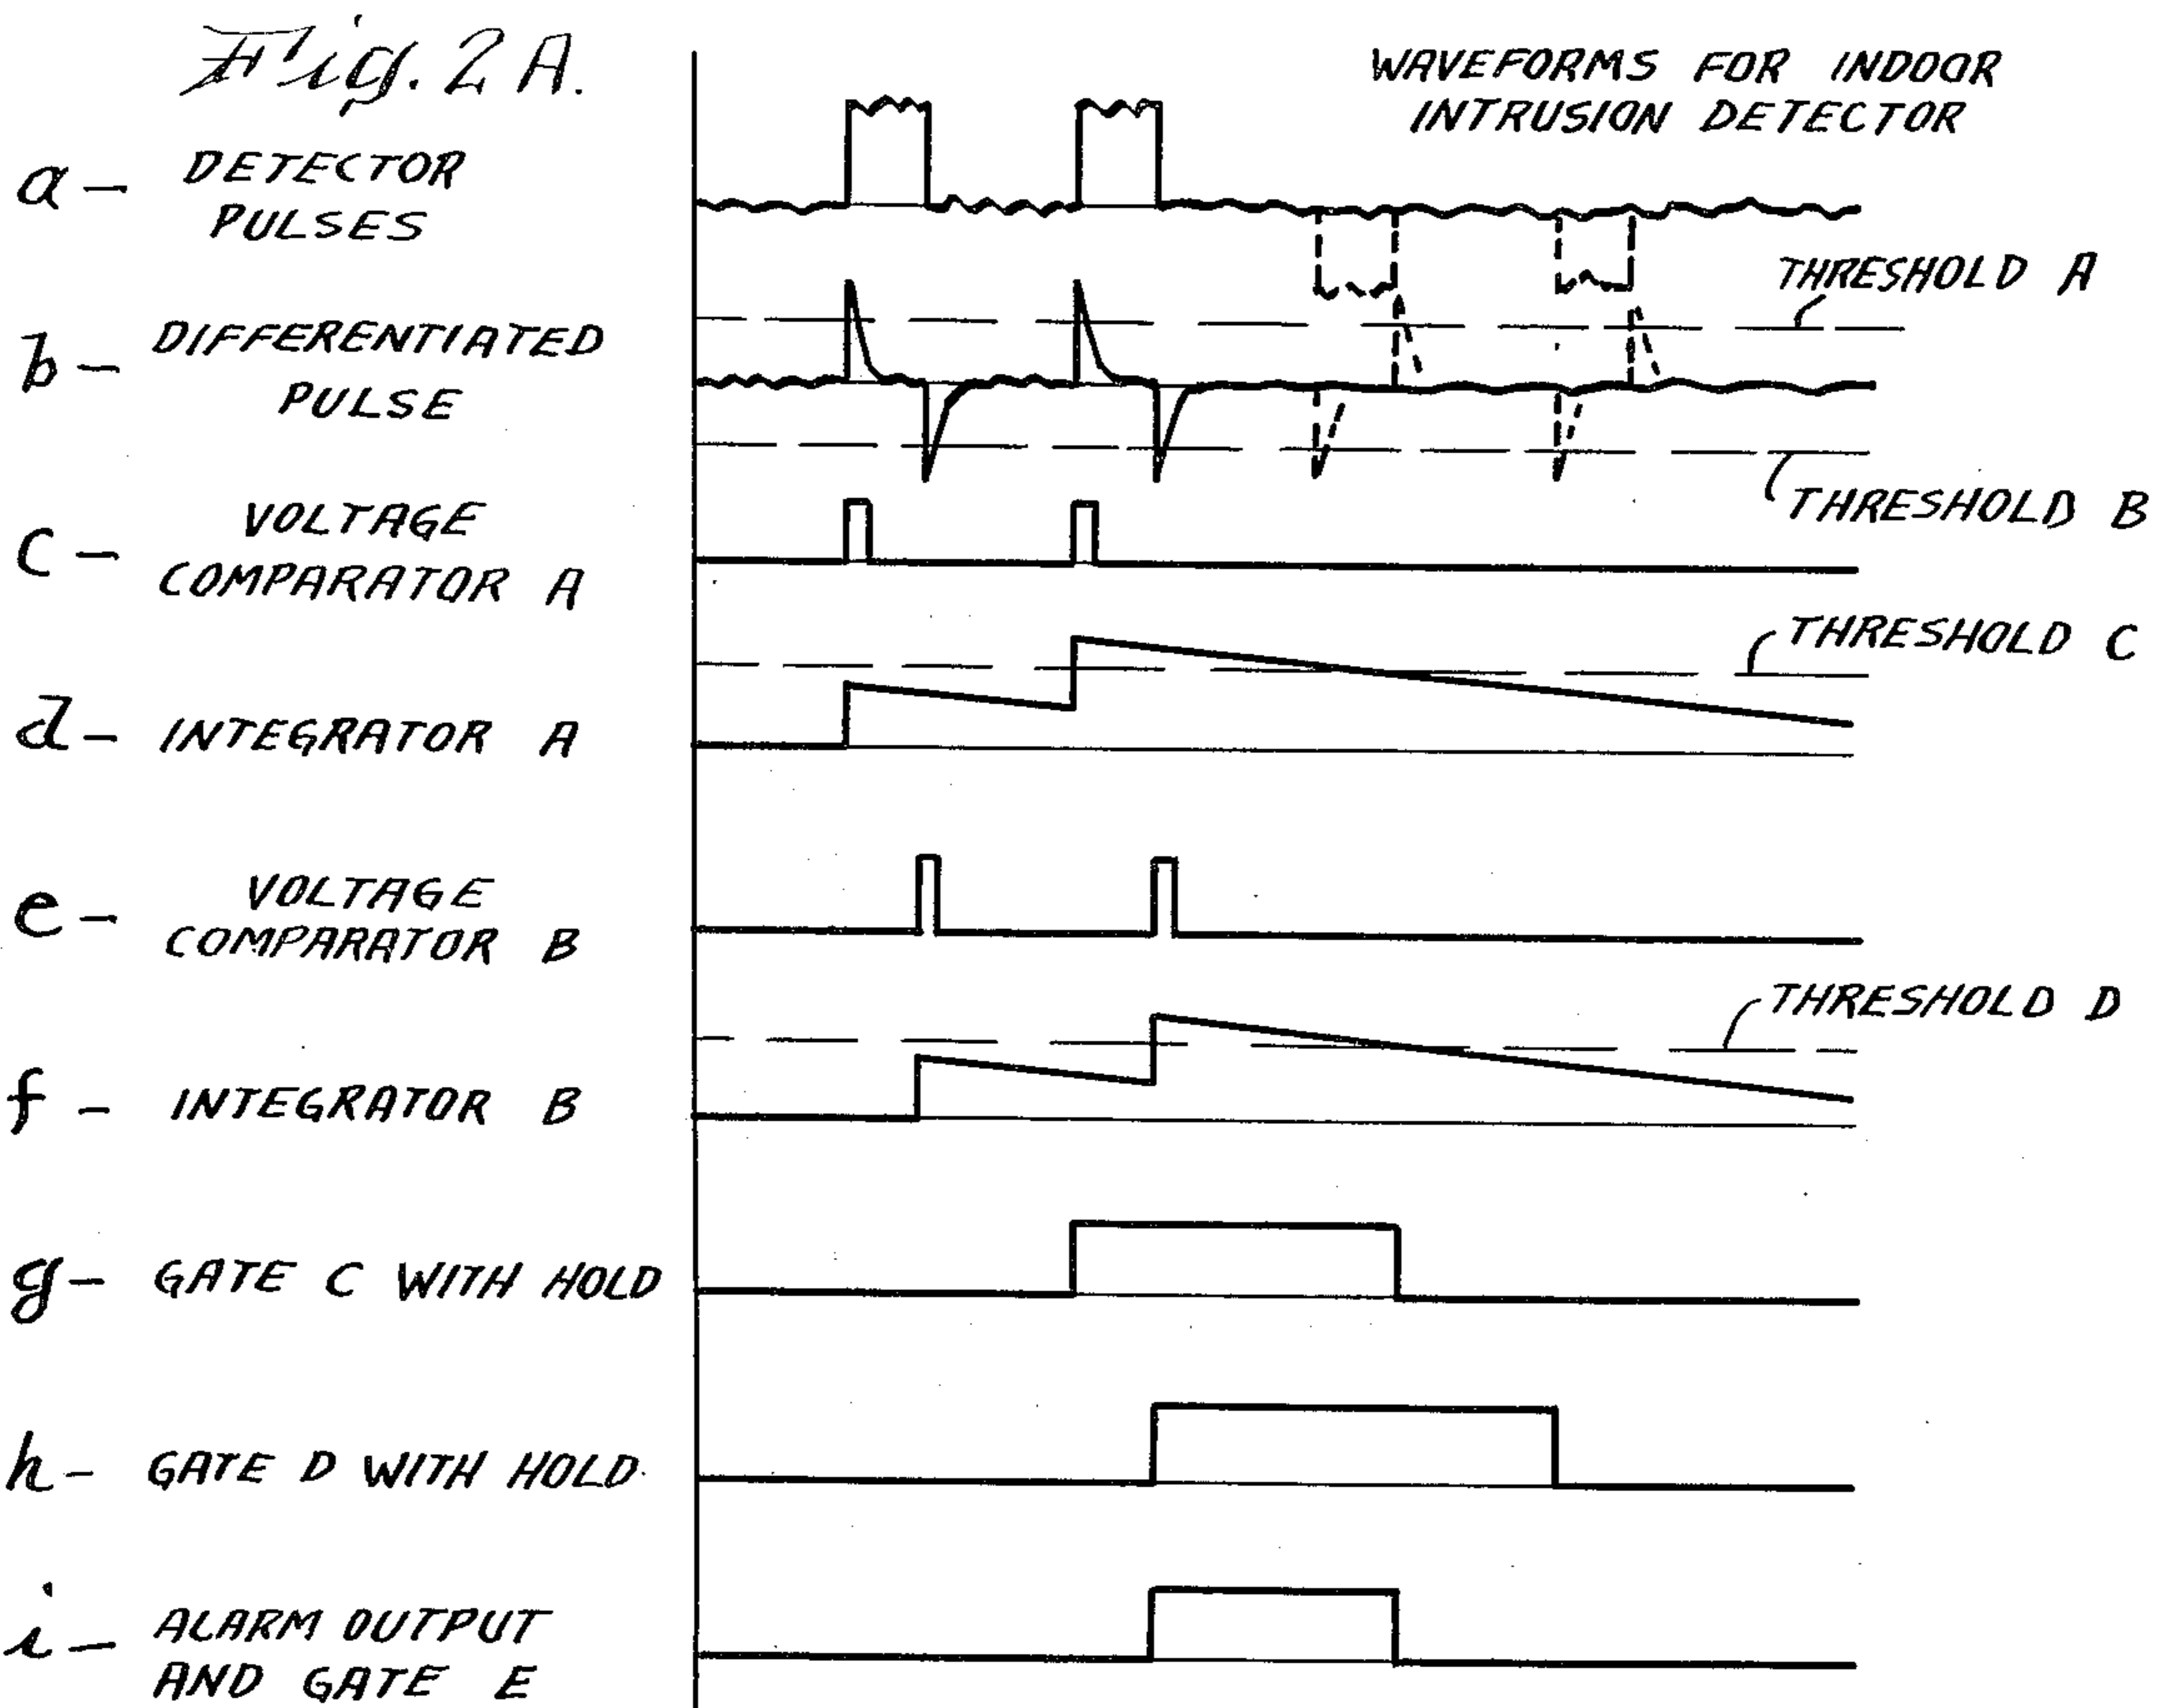 Fig. 2A.
WAVEFORMS FOR INDOOR
INTRUSION DETECTOR
a- DETECTOR
PULSES
THRESHOLD A
b- DIFFERENTIATED
PULSE
THRESHOLD B
c- VOLTAGE
COMPARATOR A
THRESHOLD C
d- INTEGRATOR A
e- VOLTAGE
COMPARATOR B
THRESHOLD D
f- INTEGRATOR B
g- GATE C WITH HOLD
h- GATE D WITH HOLD
i- ALARM OUTPUT
AND GATE E